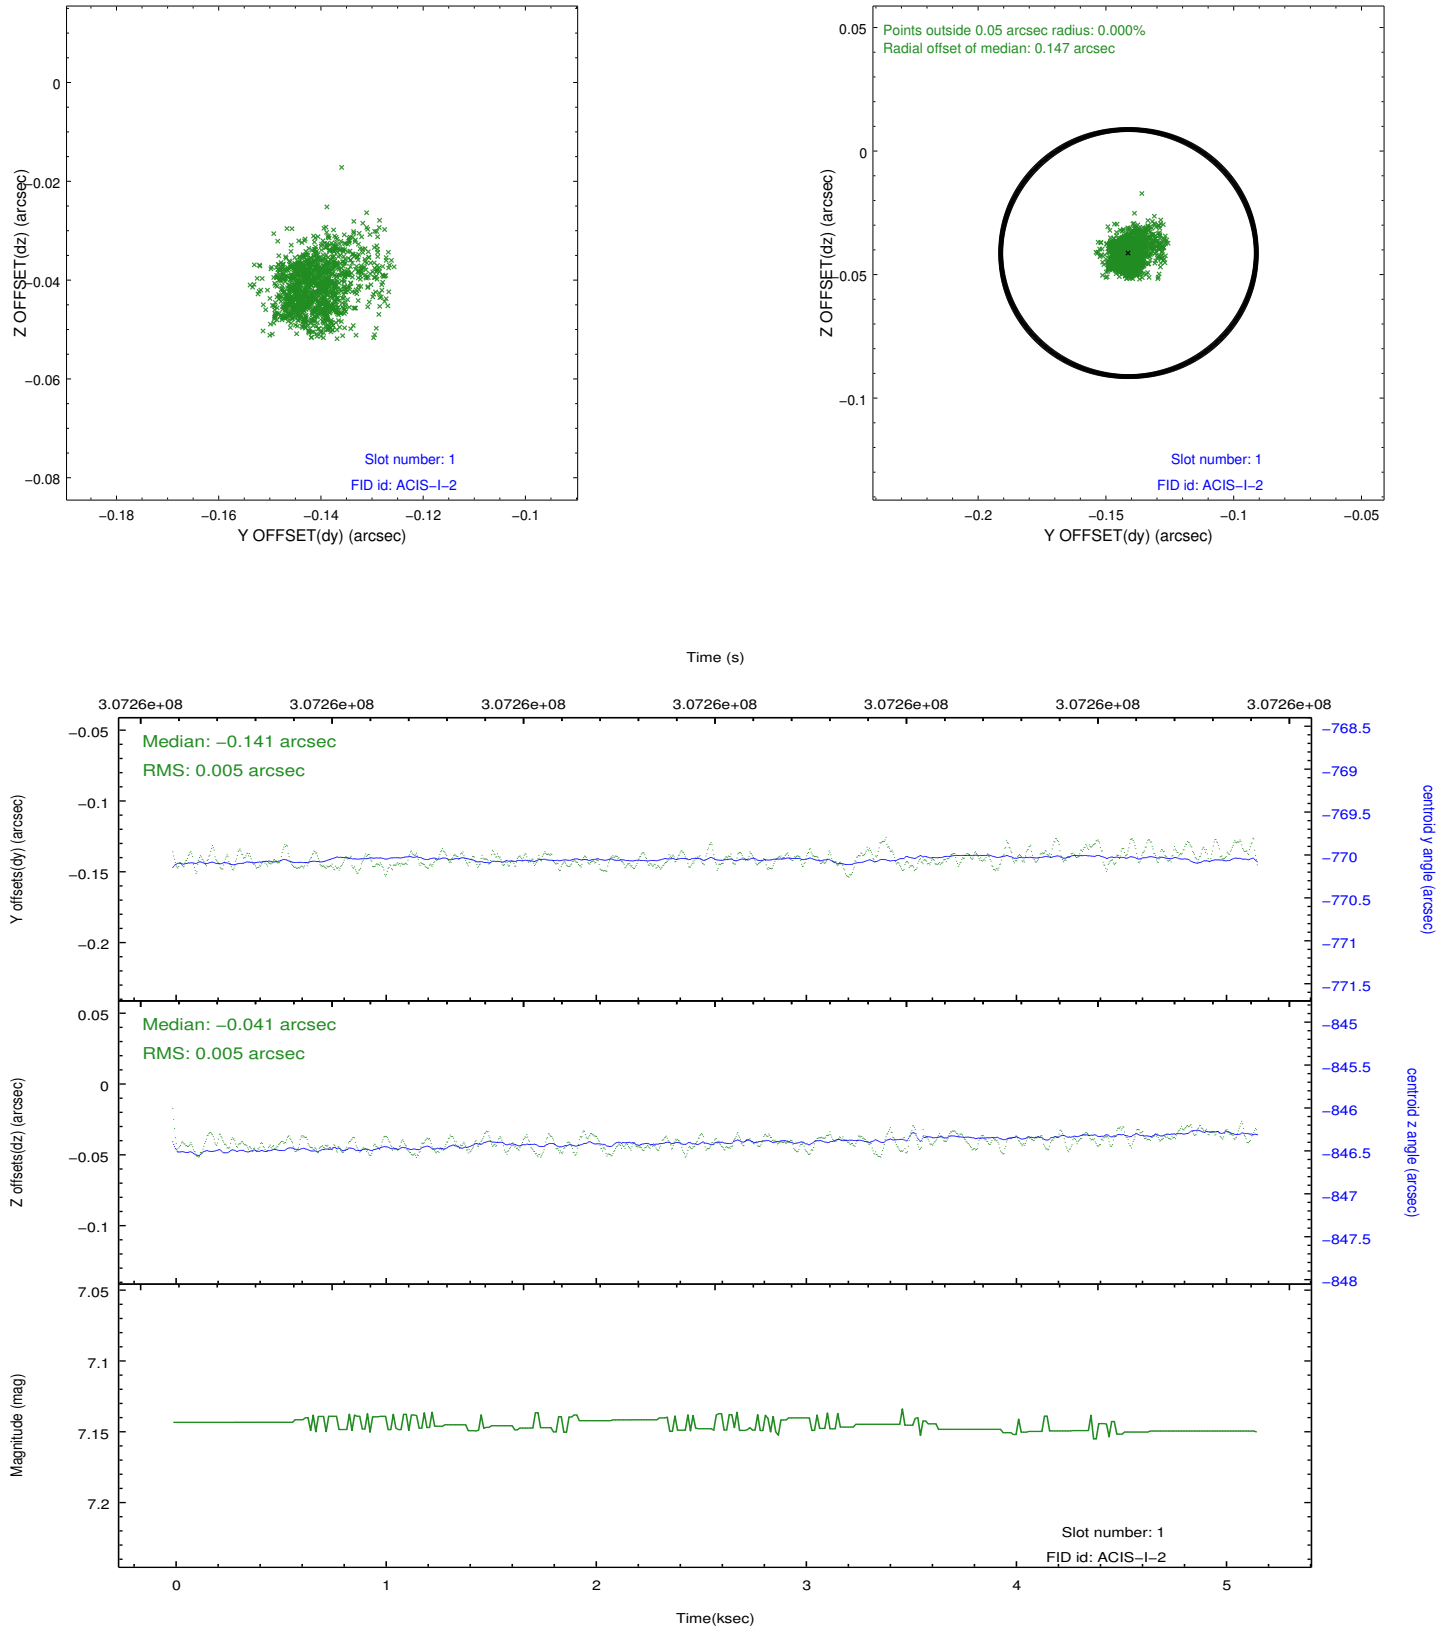 0
−0.02
−0.04
−0.06
−0.08
Z OFFSET(dz) (arcsec)
Slot number: 1
FID id: ACIS−I−2
−0.18
−0.16
−0.14
−0.12
−0.1
Y OFFSET(dy) (arcsec)
Points outside 0.05 arcsec radius: 0.000%
Radial offset of median: 0.147 arcsec
0.05
0
−0.05
−0.1
Z OFFSET(dz) (arcsec)
Slot number: 1
FID id: ACIS−I−2
−0.2
−0.15
−0.1
−0.05
Y OFFSET(dy) (arcsec)
Time (s)
3.0726e+08
3.0726e+08
3.0726e+08
3.0726e+08
3.0726e+08
3.0726e+08
3.0726e+08
Median: −0.141 arcsec
RMS: 0.005 arcsec
−0.05
−0.1
−0.15
−0.2
Y offsets(dy) (arcsec)
−768.5
−769
−769.5
−770
−770.5
−771
−771.5
centroid y angle (arcsec)
Median: −0.041 arcsec
RMS: 0.005 arcsec
0.05
0
−0.05
−0.1
Z offsets(dz) (arcsec)
−845
−845.5
−846
−846.5
−847
−847.5
−848
centroid z angle (arcsec)
7.05
7.1
7.15
7.2
Magnitude (mag)
Slot number: 1
FID id: ACIS−I−2
0
1
2
3
4
5
Time(ksec)